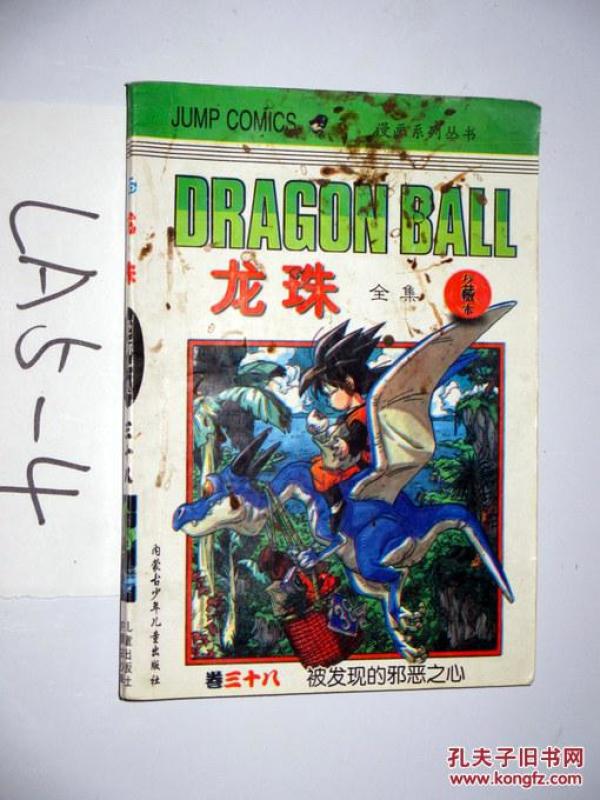 JUMP COMICS
漫画系列丛书
DRAGON BALL
龙珠 全集
珍藏本
内蒙古少年儿童出版社
卷三十八 被发现的邪恶之心
LA5-4
孔夫子旧书网
www.kongfz.com